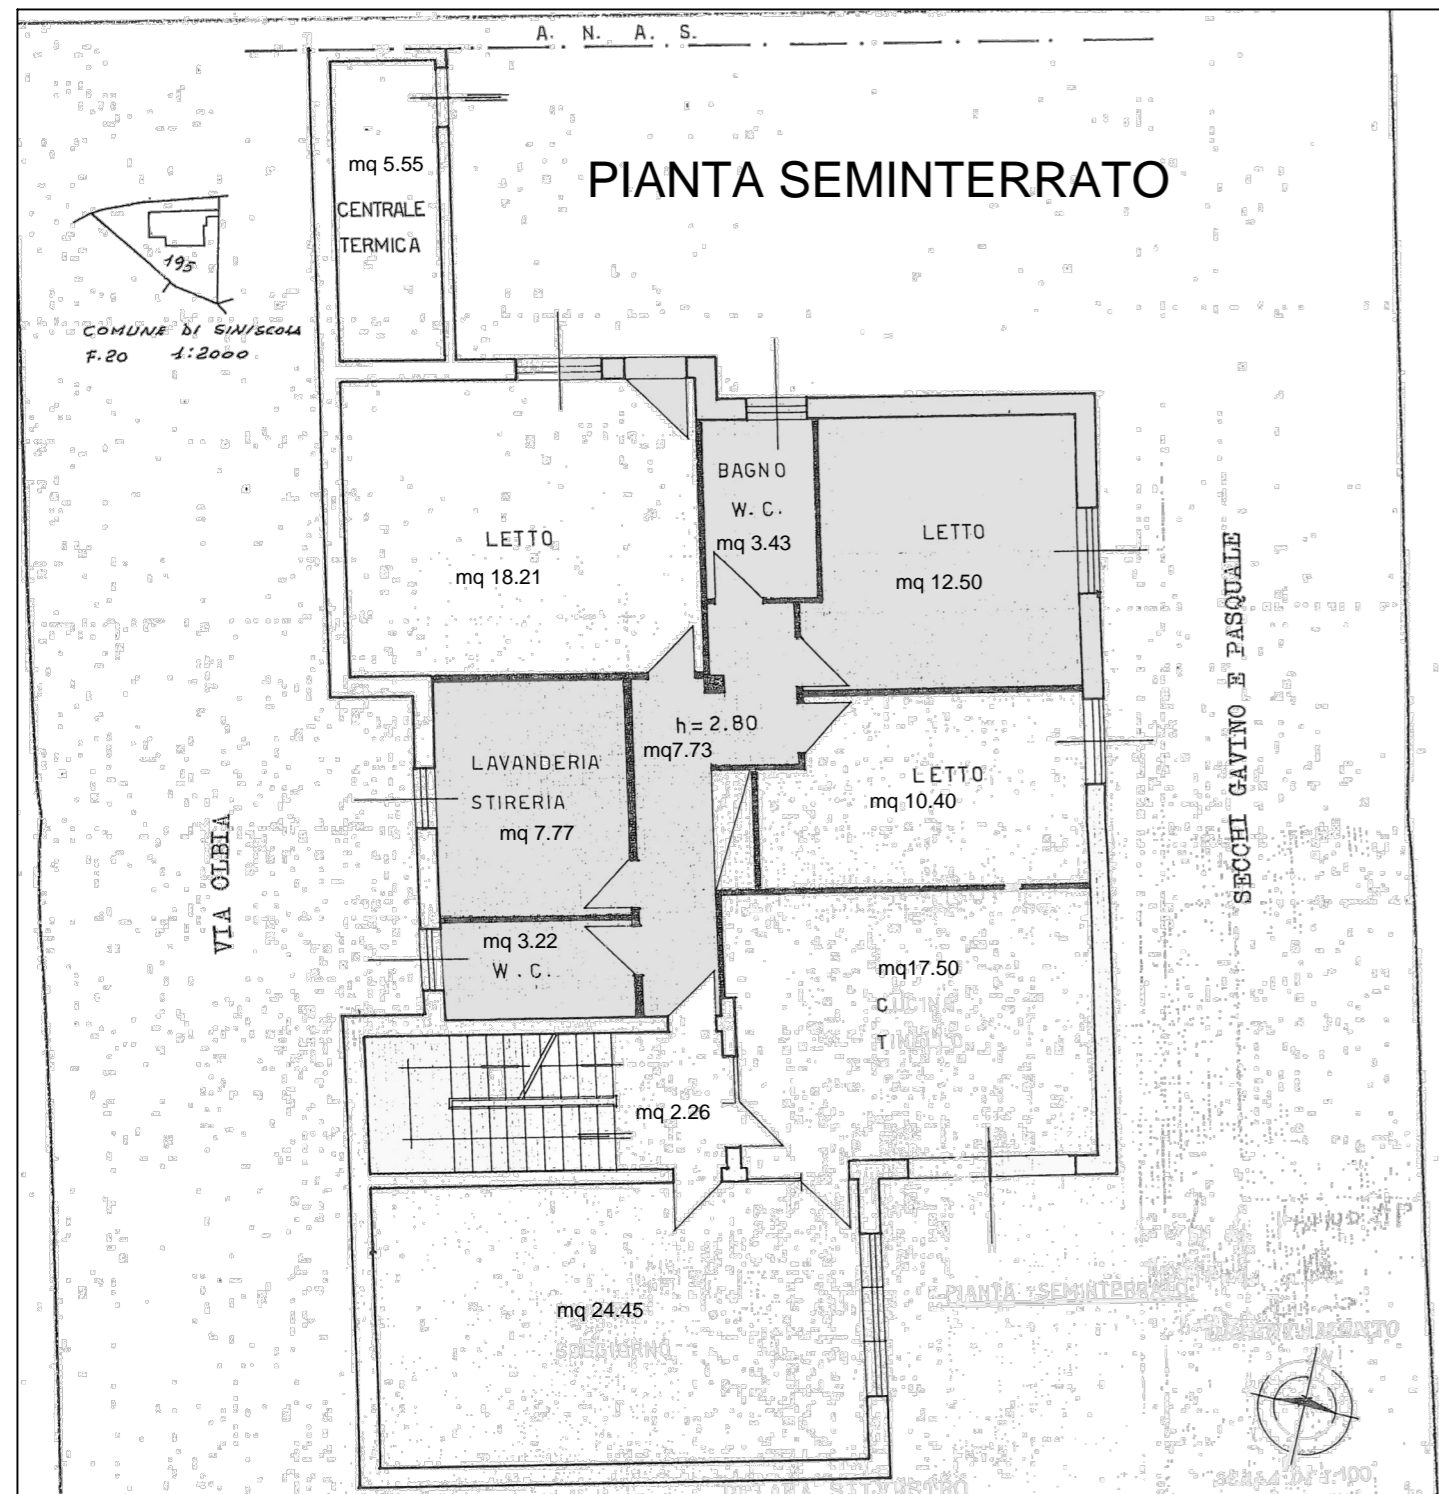 A. N. A. S.
PIANTA SEMINTERRATO
mq 5.55
CENTRALE
TERMICA
195
COMUNE DI SINISCOLA
F.20 1:2000
BAGNO
W. C.
mq 3.43
LETTO
mq 18.21
LETTO
mq 12.50
SECCHI GAVINO E PASQUALE
h=2.80
mq7.73
LAVANDERIA
STIRERIA
mq 7.77
LETTO
mq 10.40
VIA OLBIA
mq 3.22
W.C.
mq17.50
CUCINA
TINELLO
mq 2.26
mq 24.45
SOGGIORNO
PIANTA SEMINTERRATO